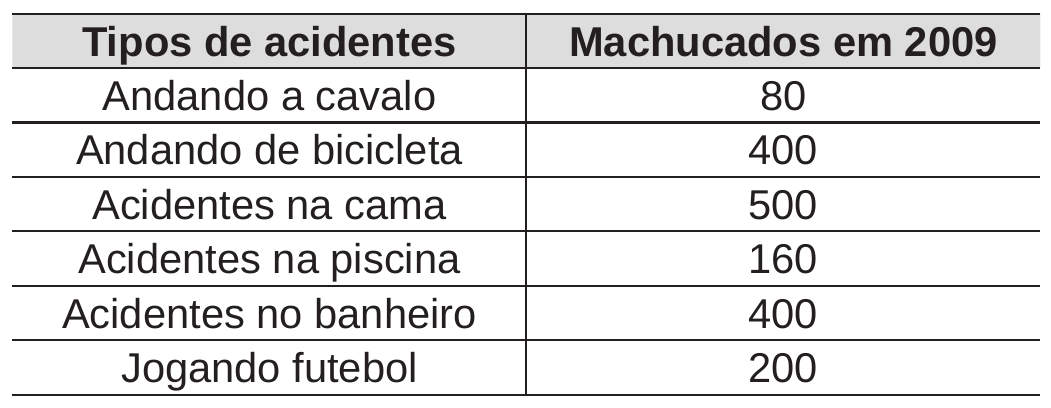 Tipos de acidentes Machucados em 2009
Andando a cavalo 80
Andando de bicicleta 400
Acidentes na cama 500
Acidentes na piscina 160
Acidentes no banheiro 400
Jogando futebol 200